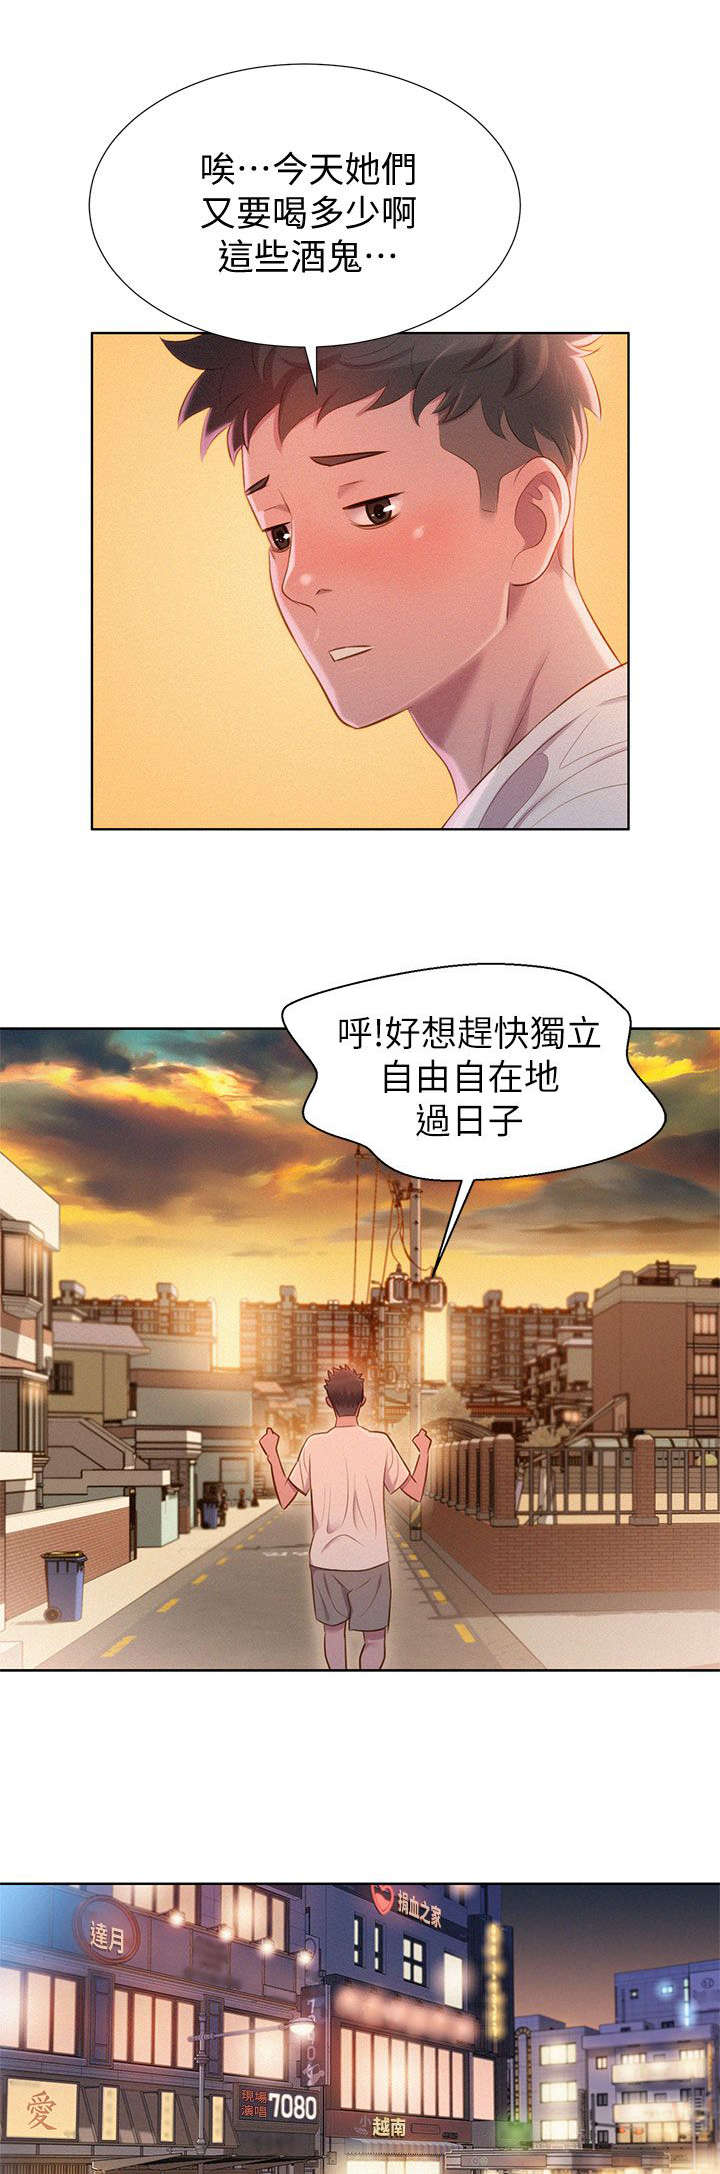 唉⋯今天她們
又要喝多少啊
這些酒鬼⋯
呼!好想趕快獨立
自由自在地
過日子
達月
捐血之家
現場
演唱
7080
愛
小
越南